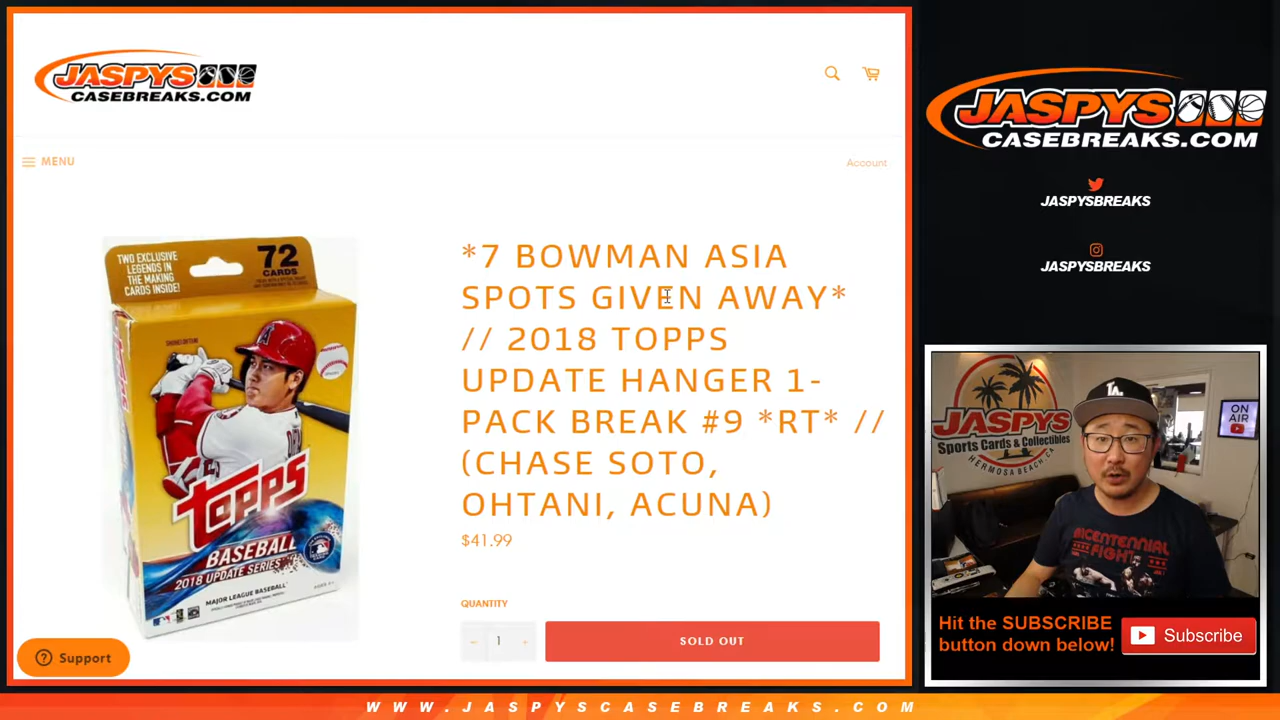 JASPYS
CASEBREAKS.COM
MENU
Account
TWO EXCLUSIVE
LEGENDS IN
THE MAKING
CARDS INSIDE!
72
CARDS
topps
BASEBALL
2018 UPDATE SERIES
MAJOR LEAGUE BASEBALL
*7 BOWMAN ASIA
SPOTS GIVEN AWAY*
// 2018 TOPPS
UPDATE HANGER 1-
PACK BREAK #9 *RT* //
(CHASE SOTO,
OHTANI, ACUNA)
$41.99
QUANTITY
− 1 +
SOLD OUT
Support
JASPYS
CASEBREAKS.COM
JASPYSBREAKS
JASPYSBREAKS
JASPYS
Sports Cards & Collectibles
HERMOSA BEACH, CA
LA
ON
AIR
BICENTENNIAL
FIGHT
Hit the SUBSCRIBE
button down below!
Subscribe
WWW.JASPYSCASEBREAKS.COM